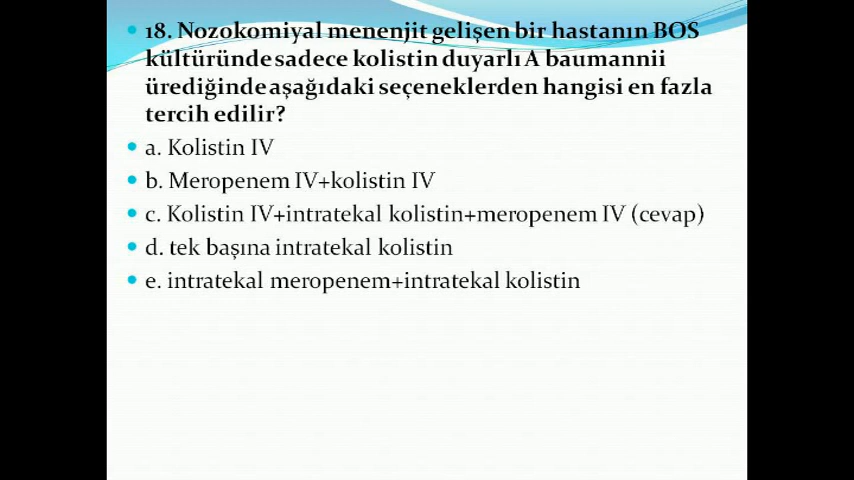 18. Nozokomiyal menenjit gelişen bir hastanın BOS
kültüründe sadece kolistin duyarlı A baumannii
ürediğinde aşağıdaki seçeneklerden hangisi en fazla
tercih edilir?
a. Kolistin IV
b. Meropenem IV+kolistin IV
c. Kolistin IV+intratekal kolistin+meropenem IV (cevap)
d. tek başına intratekal kolistin
e. intratekal meropenem+intratekal kolistin